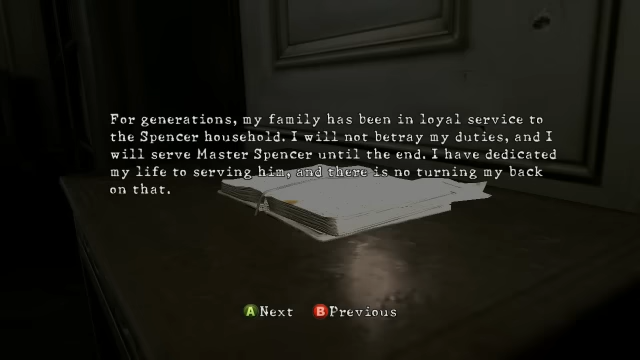 For generations, my family has been in loyal service to
the Spencer household. I will not betray my duties, and I
will serve Master Spencer until the end. I have dedicated
my life to serving him, and there is no turning my back
on that.
A Next B Previous